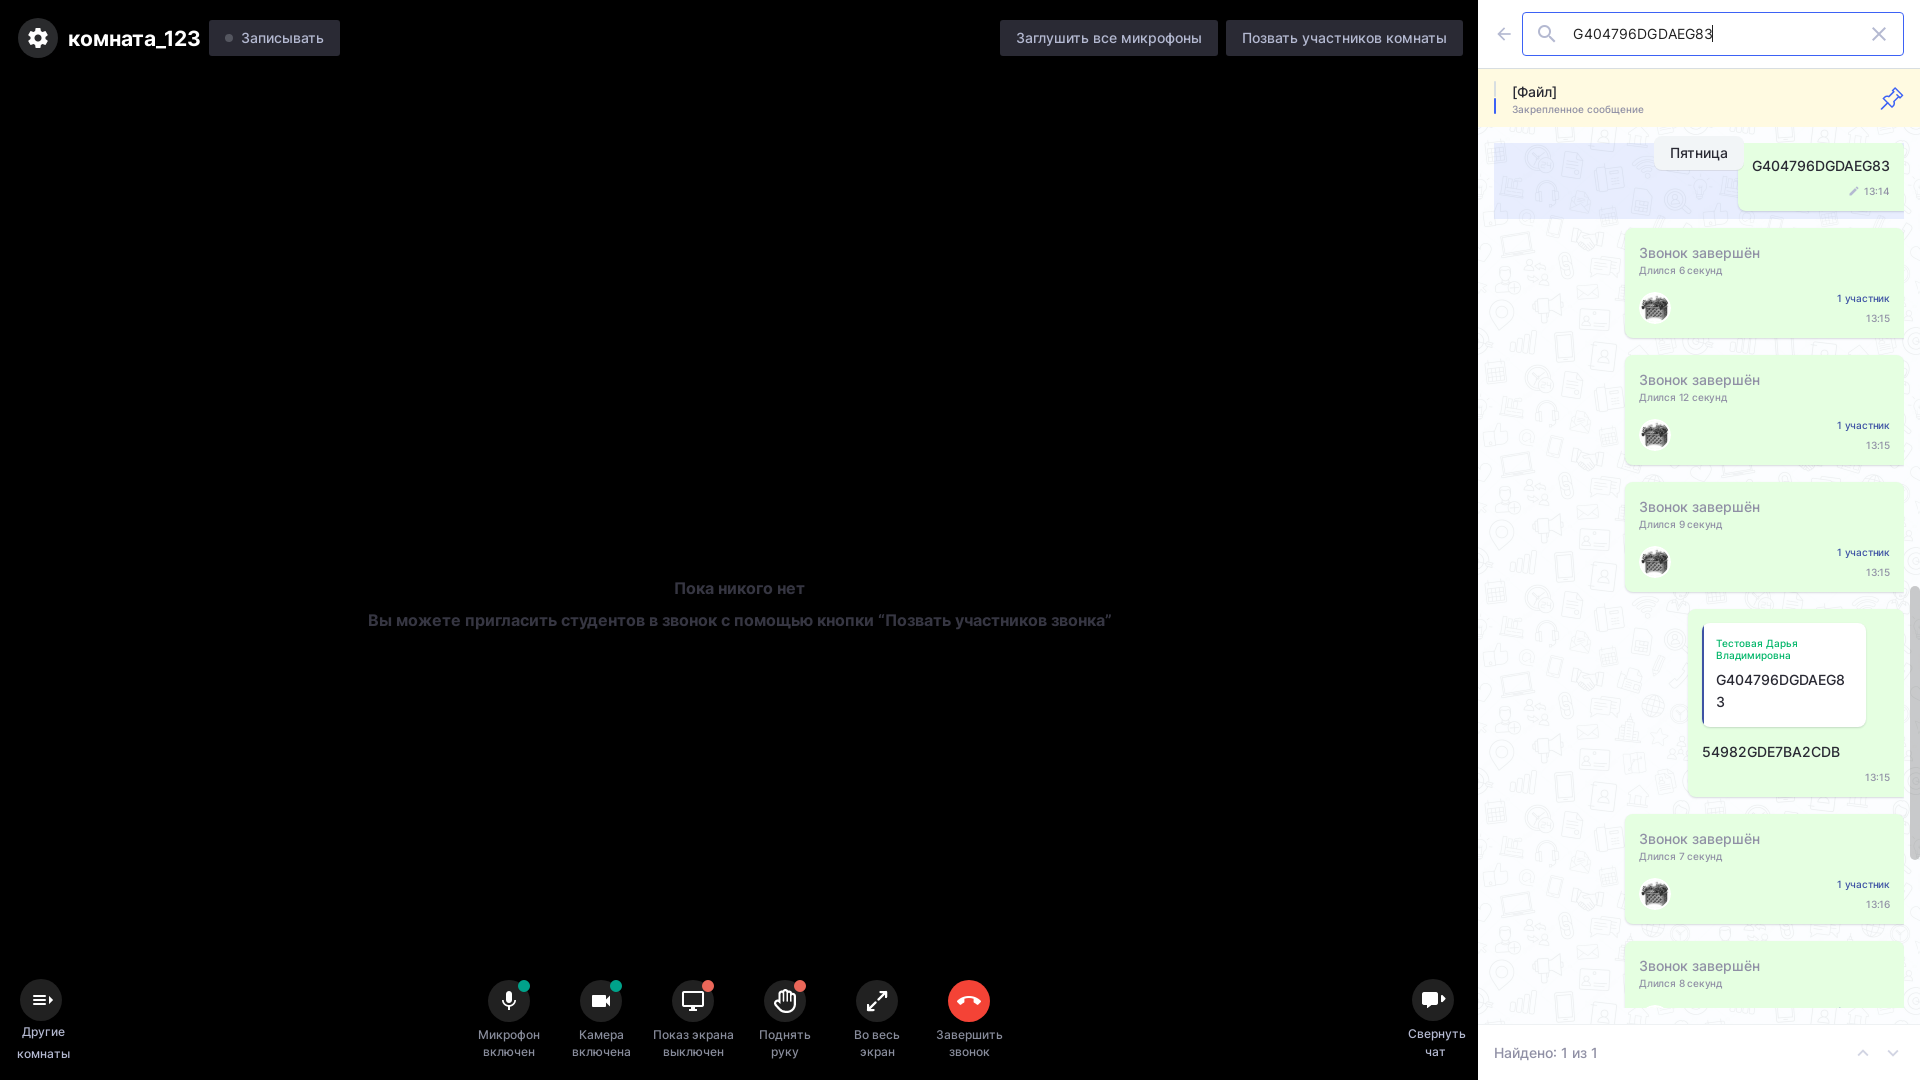 комната_123
Записывать
Заглушить все микрофоны
Позвать участников комнаты
Пока никого нет
Вы можете пригласить студентов в звонок с помощью кнопки “Позвать участников звонка”
Другие
комнаты
Микрофон
включен
Камера
включена
Показ экрана
выключен
Поднять
руку
Во весь
экран
Завершить
звонок
Свернуть
чат
G404796DGDAEG83
[Файл]
Закрепленное сообщение
Пятница
G404796DGDAEG83
13:14
Звонок завершён
Длился 6 секунд
1 участник
13:15
Звонок завершён
Длился 12 секунд
1 участник
13:15
Звонок завершён
Длился 9 секунд
1 участник
13:15
Тестовая Дарья
Владимировна
G404796DGDAEG8
3
54982GDE7BA2CDB
13:15
Звонок завершён
Длился 7 секунд
1 участник
13:16
Звонок завершён
Длился 8 секунд
Найдено: 1 из 1